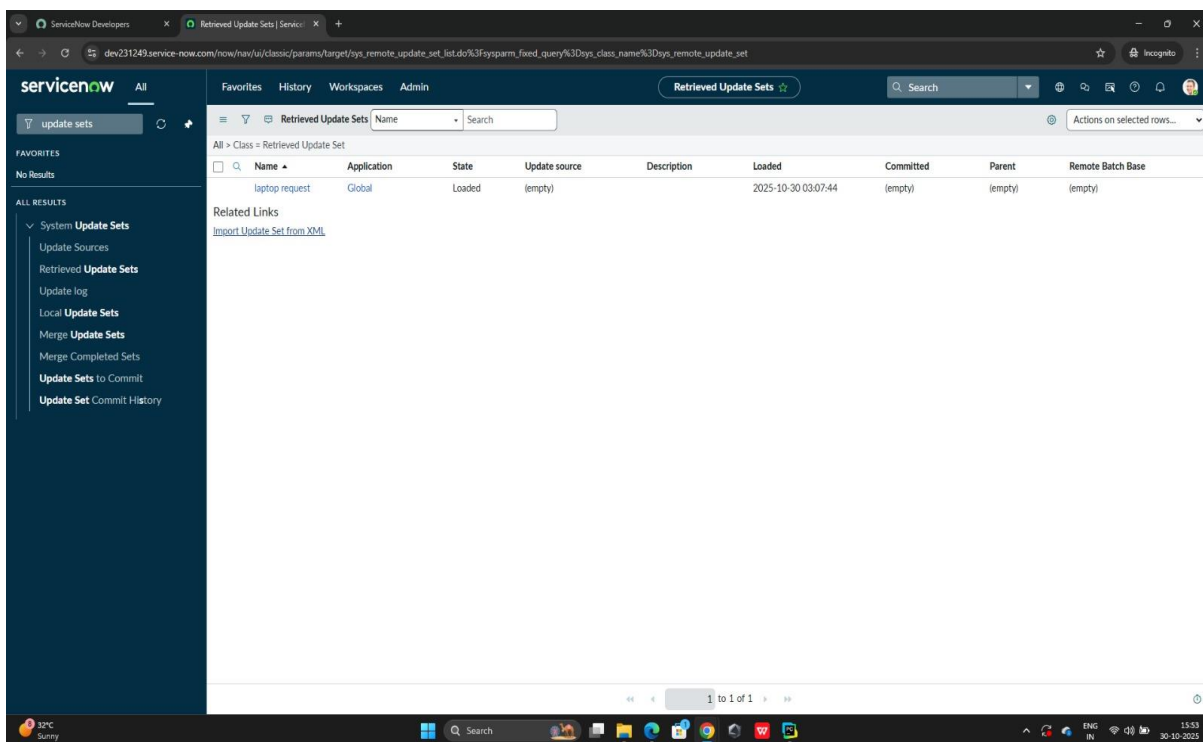 ServiceNow Developers
Retrieved Update Sets | Service
dev231249.service-now.com/now/nav/ui/classic/params/target/sys_remote_update_set_list.do%3Fsysparm_fixed_query%3Dsys_class_name%3Dsys_remote_update_set
Incognito
servicenow All Favorites History Workspaces Admin Retrieved Update Sets Search
update sets
FAVORITES
No Results
ALL RESULTS
System Update Sets
Update Sources
Retrieved Update Sets
Update log
Local Update Sets
Merge Update Sets
Merge Completed Sets
Update Sets to Commit
Update Set Commit History
Retrieved Update Sets Name Search Actions on selected rows...
All > Class = Retrieved Update Set
Name Application State Update source Description Loaded Committed Parent Remote Batch Base
laptop request Global Loaded (empty) 2025-10-30 03:07:44 (empty) (empty) (empty)
Related Links
Import Update Set from XML
1 to 1 of 1
32°C
Sunny
Search
ENG
IN
15:53
30-10-2025